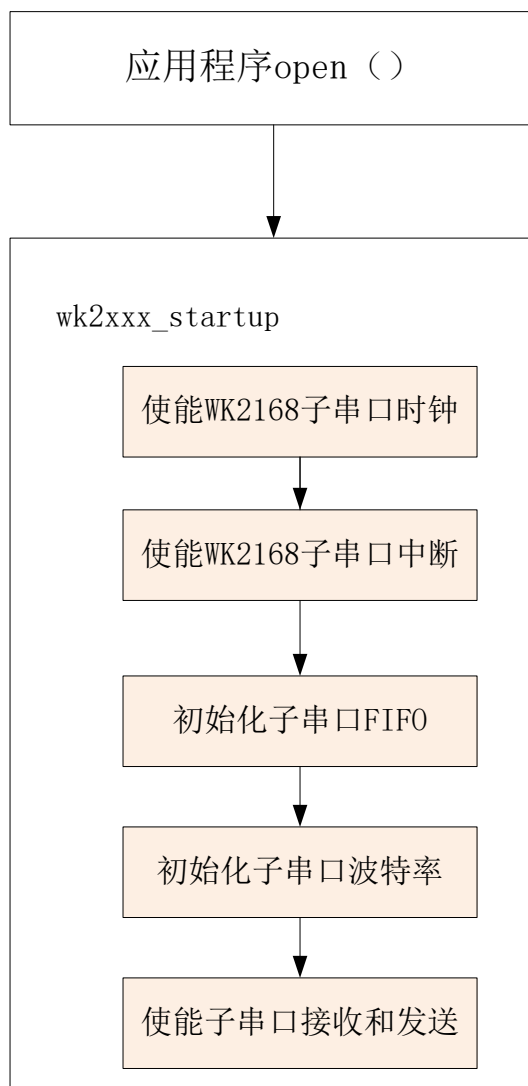 应用程序open（）
wk2xxx_startup
使能WK2168子串口时钟
使能WK2168子串口中断
初始化子串口FIFO
初始化子串口波特率
使能子串口接收和发送